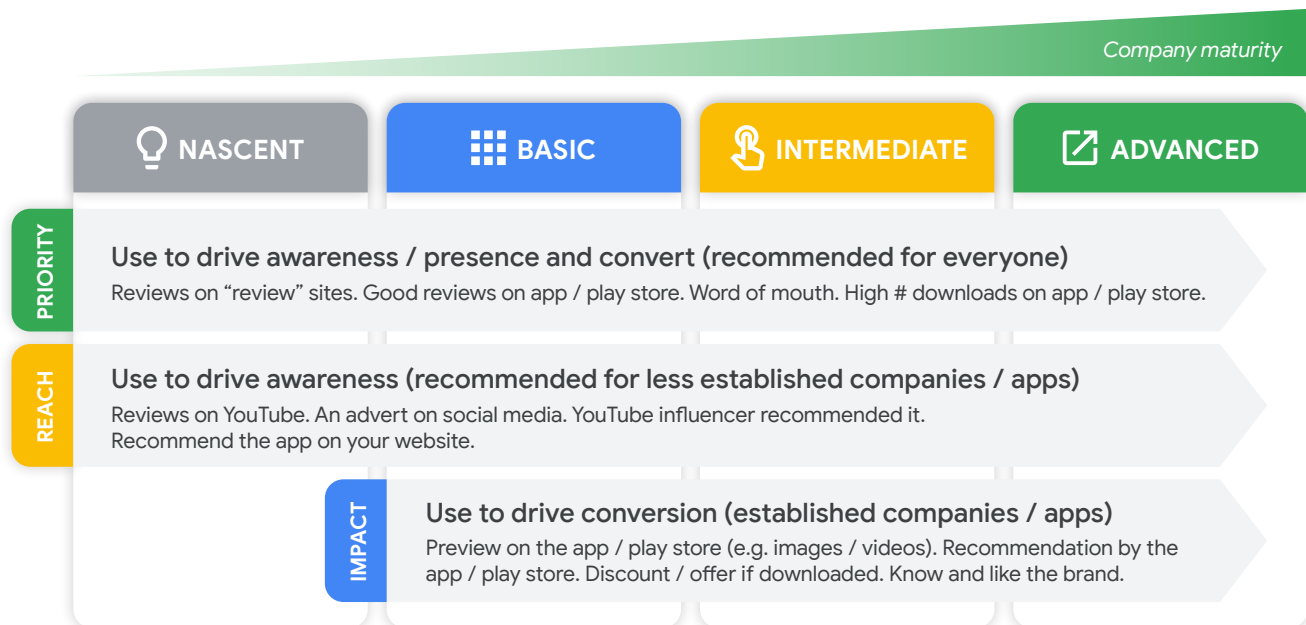 Company maturity
NASCENT
BASIC
INTERMEDIATE
ADVANCED
PRIORITY
Use to drive awareness / presence and convert (recommended for everyone)
Reviews on “review” sites. Good reviews on app / play store. Word of mouth. High # downloads on app / play store.
REACH
Use to drive awareness (recommended for less established companies / apps)
Reviews on YouTube. An advert on social media. YouTube influencer recommended it.
Recommend the app on your website.
IMPACT
Use to drive conversion (established companies / apps)
Preview on the app / play store (e.g. images / videos). Recommendation by the
app / play store. Discount / offer if downloaded. Know and like the brand.